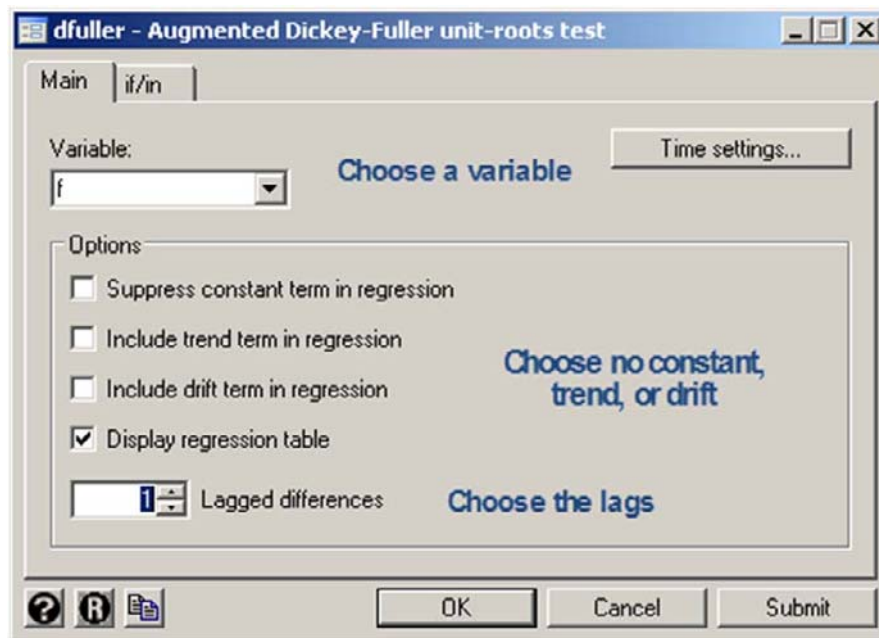 dfuller - Augmented Dickey-Fuller unit-roots test
Main
if/in
Variable:
Time settings...
f
Choose a variable
Options
Suppress constant term in regression
Include trend term in regression
Include drift term in regression
Choose no constant,
trend, or drift
Display regression table
1 Lagged differences
Choose the lags
? R
OK
Cancel
Submit